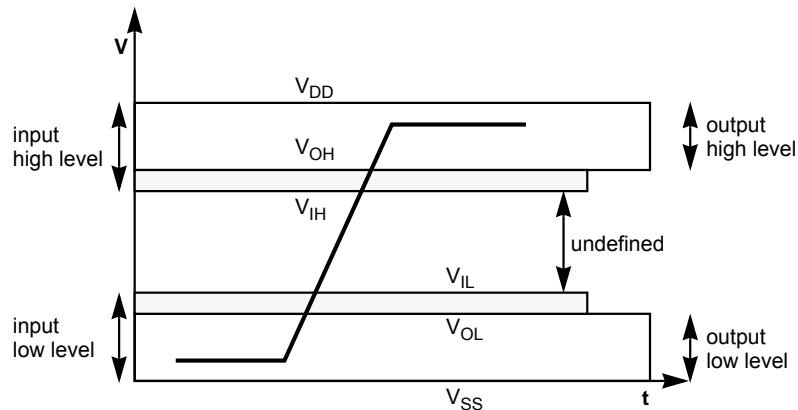 V
V_DD
input
high level
V_OH
output
high level
V_IH
undefined
V_IL
input
low level
V_OL
output
low level
V_SS
t